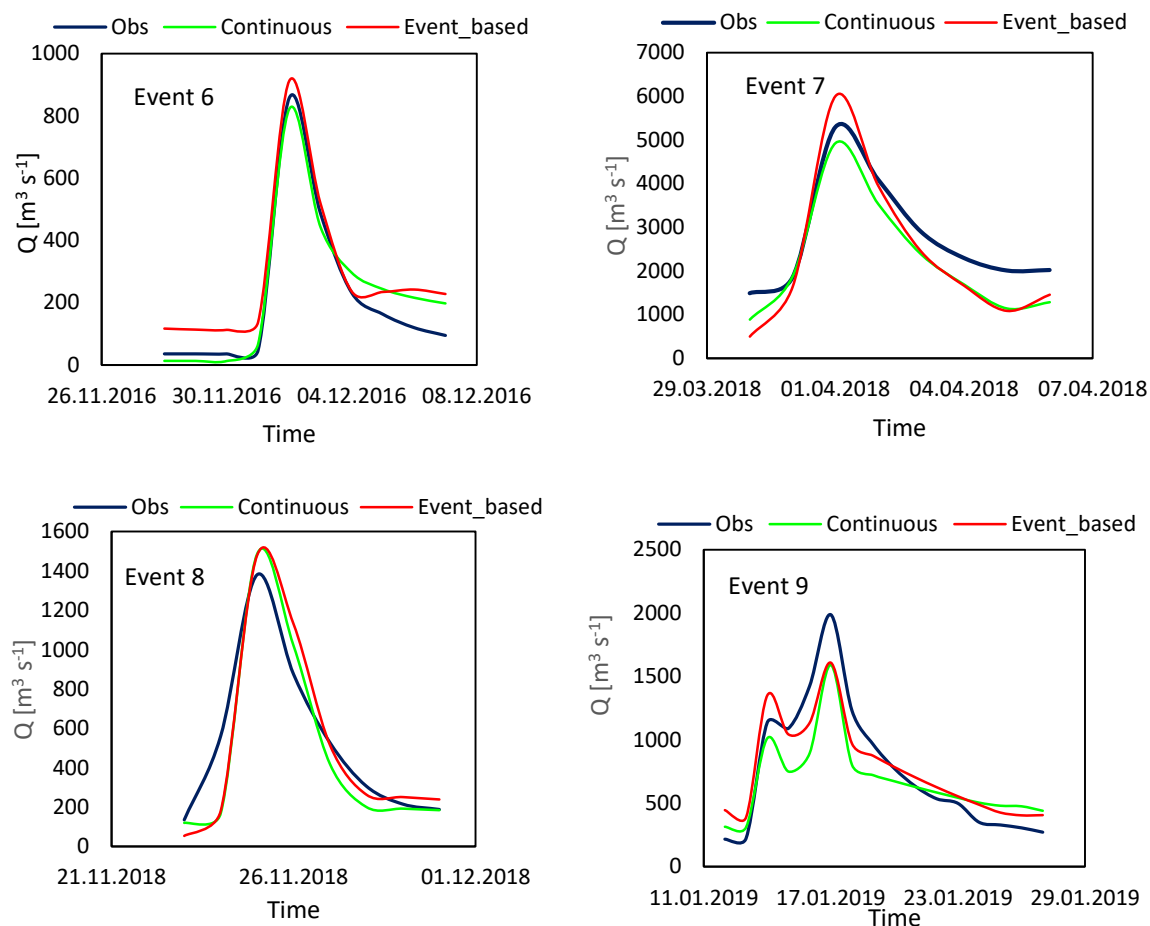 Obs Continuous Event_based
1000
800
600
400
200
0
Q [m³ s⁻¹]
Event 6
26.11.2016 30.11.2016 04.12.2016 08.12.2016
Time
Obs Continuous Event_based
7000
6000
5000
4000
3000
2000
1000
0
Q [m³ s⁻¹]
Event 7
29.03.2018 01.04.2018 04.04.2018 07.04.2018
Time
Obs Continuous Event_based
1600
1400
1200
1000
800
600
400
200
0
Q [m³ s⁻¹]
Event 8
21.11.2018 26.11.2018 01.12.2018
Time
Obs Continuous Event_based
2500
2000
1500
1000
500
0
Q [m³ s⁻¹]
Event 9
11.01.2019 17.01.2019 23.01.2019 29.01.2019
Time